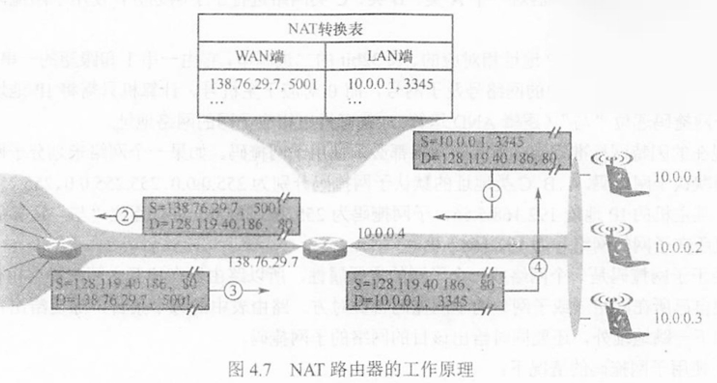 NAT转换表
WAN端 LAN端
138.76.29.7, 5001 10.0.0.1, 3345
… …
S=10.0.0.1, 3345
D=128.119.40.186, 80
①
10.0.0.1
②
S=138.76.29.7, 5001
D=128.119.40.186, 80
10.0.0.4
138.76.29.7
10.0.0.2
④
S=128.119.40.186, 80
D=138.76.29.7, 5001
③
S=128.119.40.186, 80
D=10.0.0.1, 3345
10.0.0.3
图 4.7 NAT 路由器的工作原理